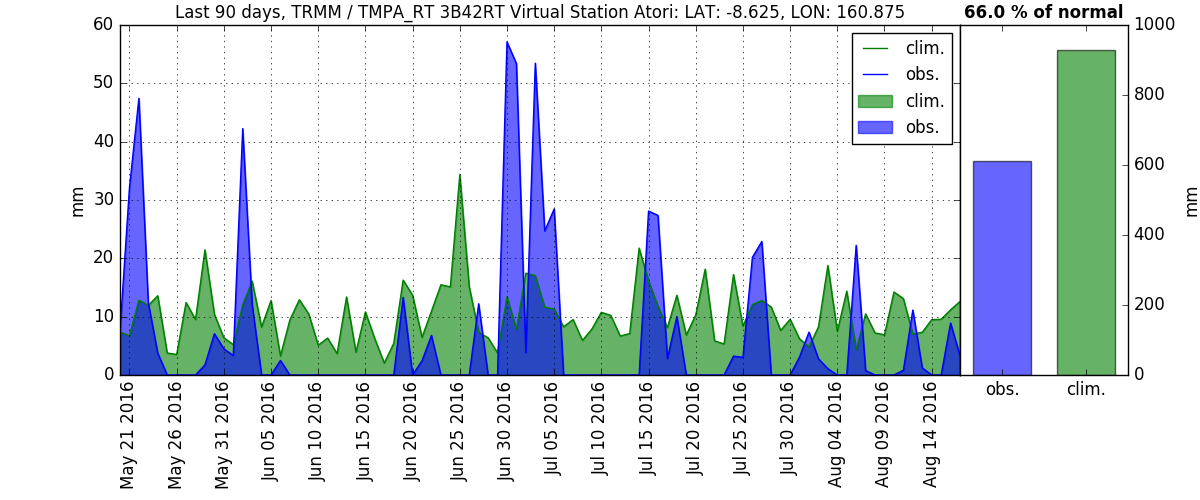 Last 90 days, TRMM / TMPA_RT 3B42RT Virtual Station Atori: LAT: -8.625, LON: 160.875
66.0 % of normal
60
50
40
30
20
10
0
mm
clim.
obs.
clim.
obs.
1000
800
600
400
200
0
mm
obs.
clim.
May 21 2016
May 26 2016
May 31 2016
Jun 05 2016
Jun 10 2016
Jun 15 2016
Jun 20 2016
Jun 25 2016
Jun 30 2016
Jul 05 2016
Jul 10 2016
Jul 15 2016
Jul 20 2016
Jul 25 2016
Jul 30 2016
Aug 04 2016
Aug 09 2016
Aug 14 2016